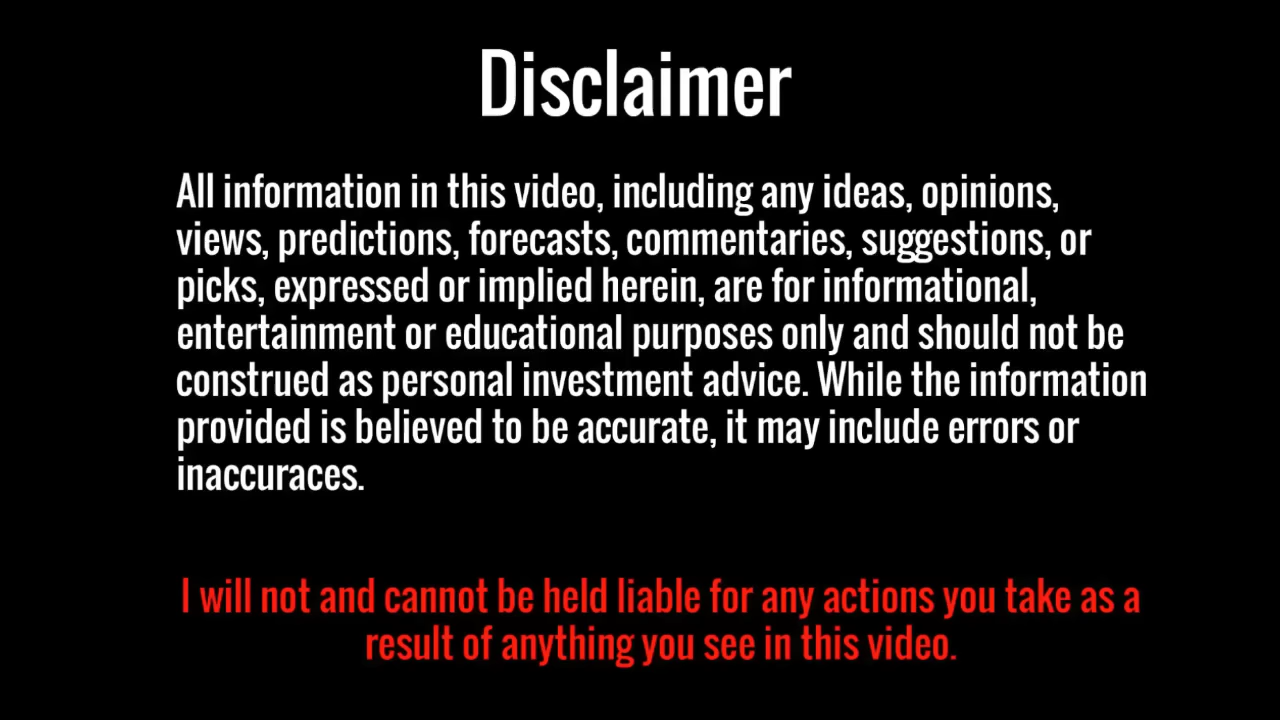 Disclaimer
All information in this video, including any ideas, opinions,
views, predictions, forecasts, commentaries, suggestions, or
picks, expressed or implied herein, are for informational,
entertainment or educational purposes only and should not be
construed as personal investment advice. While the information
provided is believed to be accurate, it may include errors or
inaccuraces.
I will not and cannot be held liable for any actions you take as a
result of anything you see in this video.